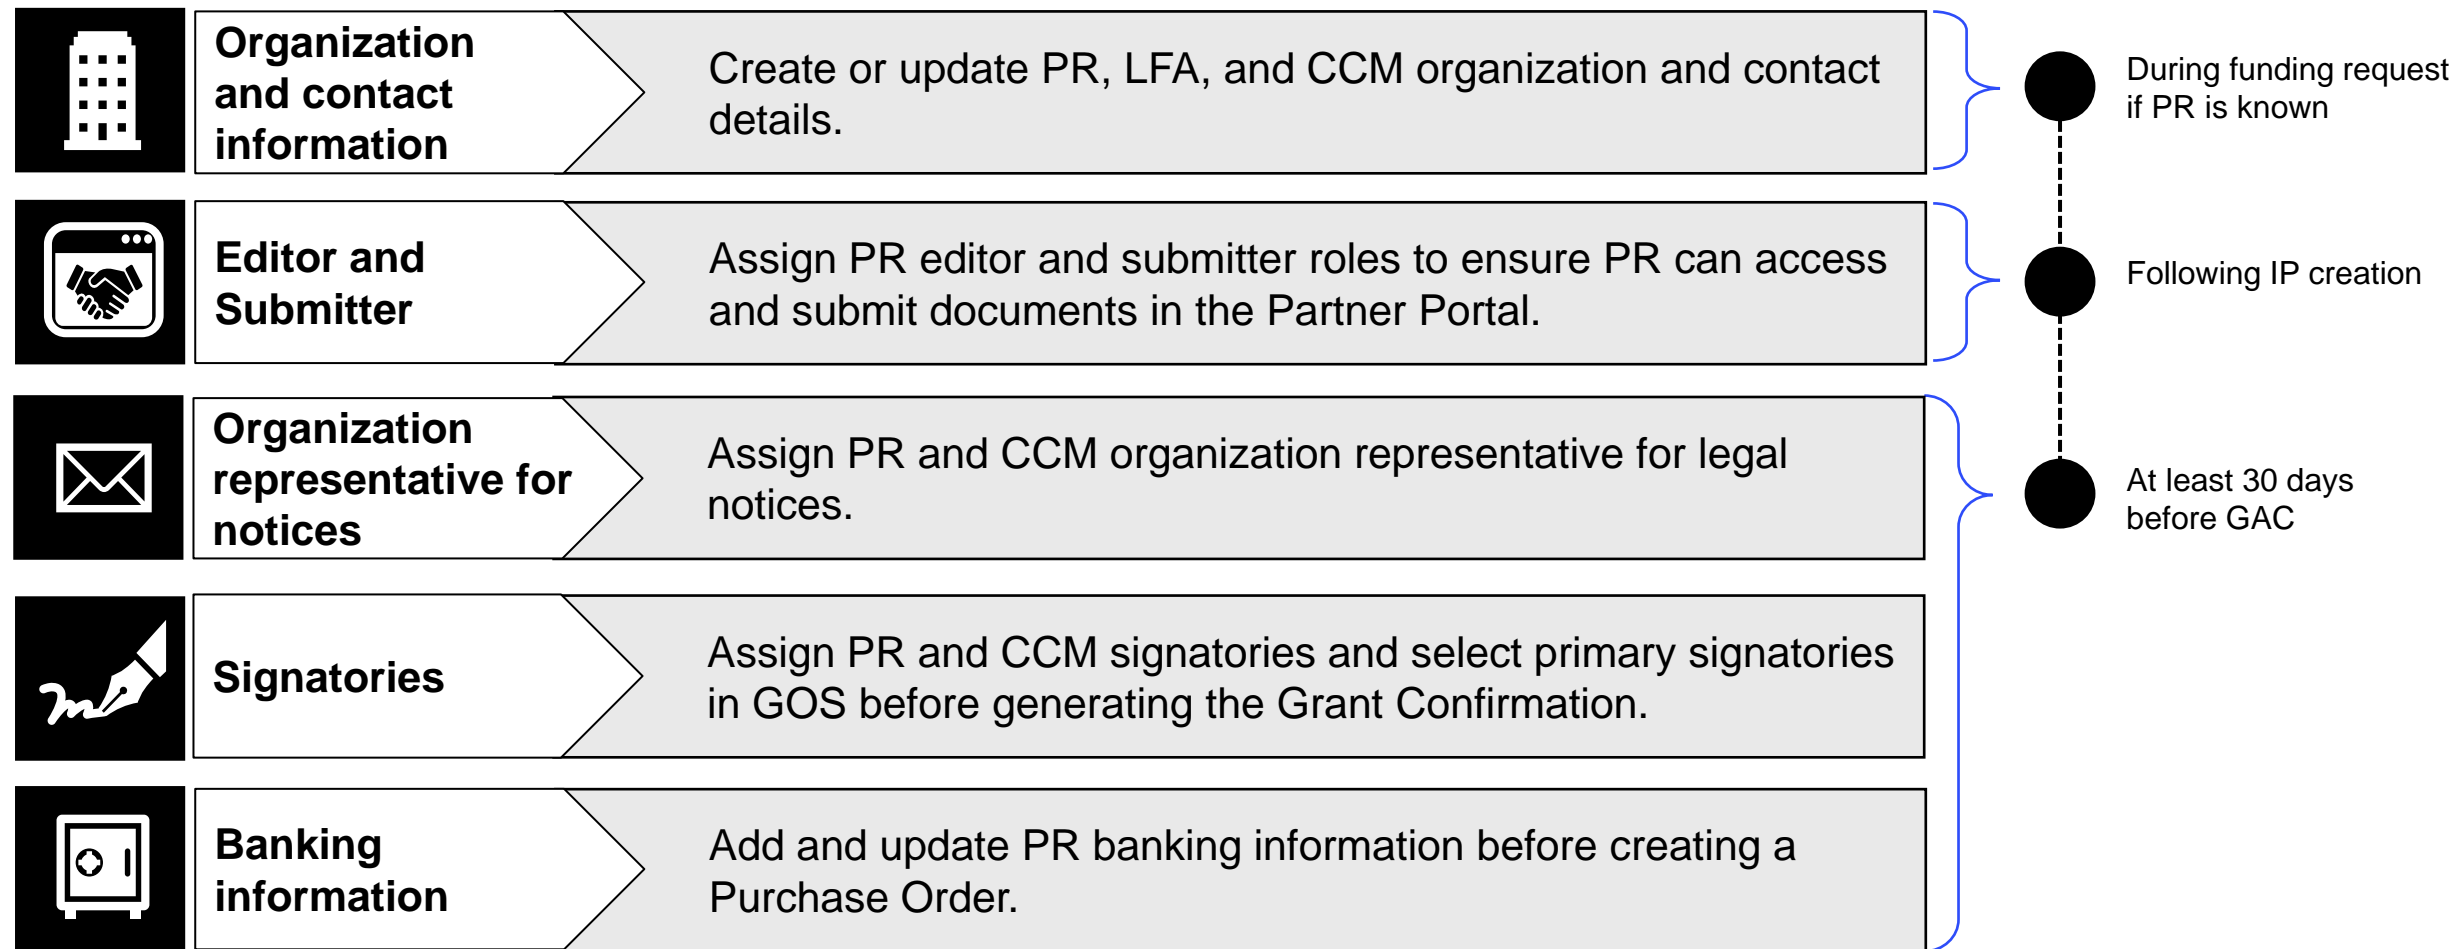 Organization
and contact
information
Create or update PR, LFA, and CCM organization and contact
details.
During funding request
if PR is known
Editor and
Submitter
Assign PR editor and submitter roles to ensure PR can access
and submit documents in the Partner Portal.
Following IP creation
Organization
representative for
notices
Assign PR and CCM organization representative for legal
notices.
At least 30 days
before GAC
Signatories
Assign PR and CCM signatories and select primary signatories
in GOS before generating the Grant Confirmation.
Banking
information
Add and update PR banking information before creating a
Purchase Order.